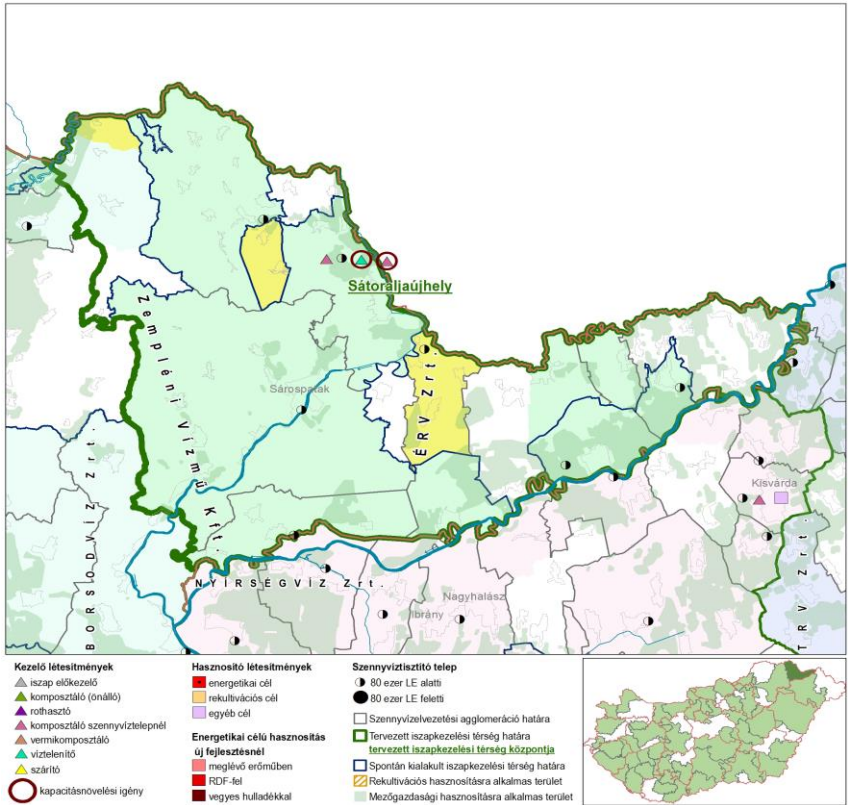 Sátoraljaújhely
Zempléni Vízmű Kft.
Sárospatak
ÉRV Zrt.
Kisvárda
BORSODVÍZ Zrt.
NYÍRSÉGVÍZ Zrt.
Nagyhalász
Ibrány
TRV Zrt.
Kezelő létesítmények
iszap előkezelő
komposztáló (önálló)
rothasztó
komposztáló szennyvíztelepnél
vermikomposztáló
víztelenítő
szárító
kapacitásnövelési igény
Hasznosító létesítmények
energetikai cél
rekultivációs cél
egyéb cél
Energetikai célú hasznosítás
új fejlesztésnél
meglévő erőműben
RDF-fel
vegyes hulladékkal
Szennyvíztisztító telep
80 ezer LE alatti
80 ezer LE feletti
Szennyvízelvezetési agglomeráció határa
Tervezett iszapkezelési térség határa
tervezett iszapkezelési térség központja
Spontán kialakult iszapkezelési térség határa
Rekultivációs hasznosításra alkalmas terület
Mezőgazdasági hasznosításra alkalmas terület